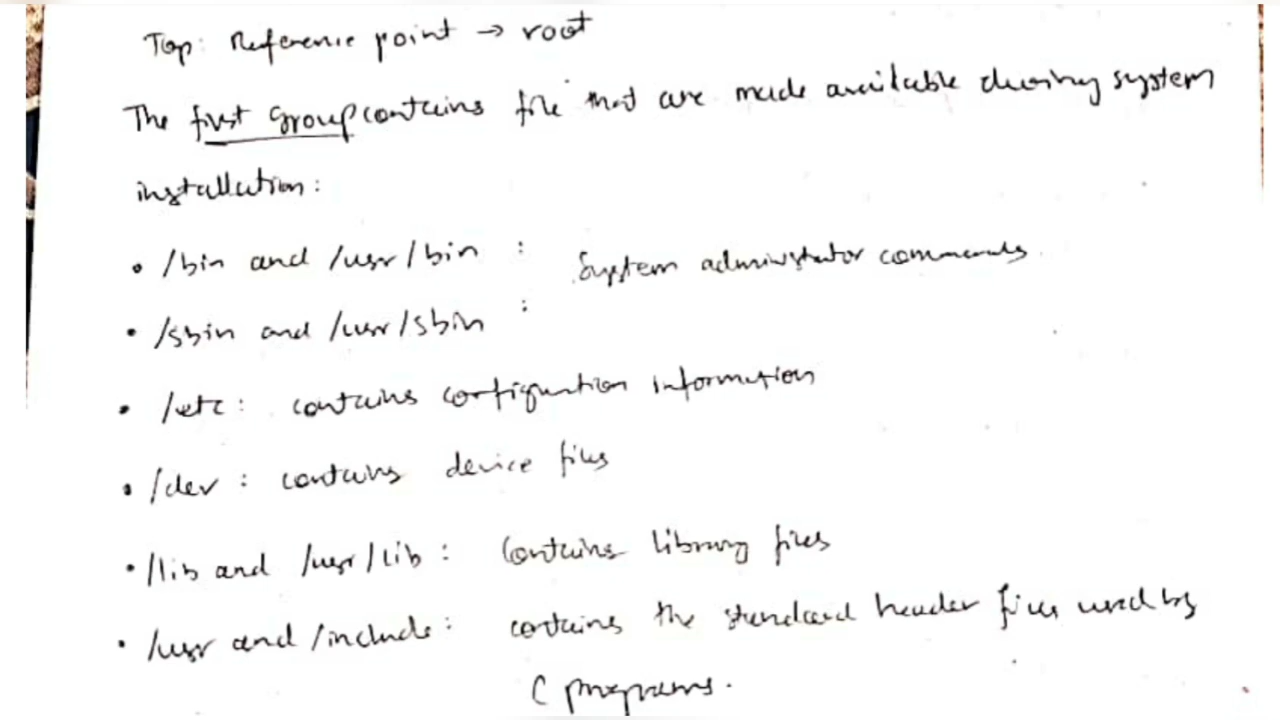 Top: Reference point → root
The first group contains file that are made available during system
installation:
• /bin and /usr/bin :
System administrator commands.
• /sbin and /usr/sbin :
• /etc: contains configuration information
• /dev : contains device files
• /lib and /usr/lib : Contains library files
• /usr and /include : contains the standard header files used by
C programs.